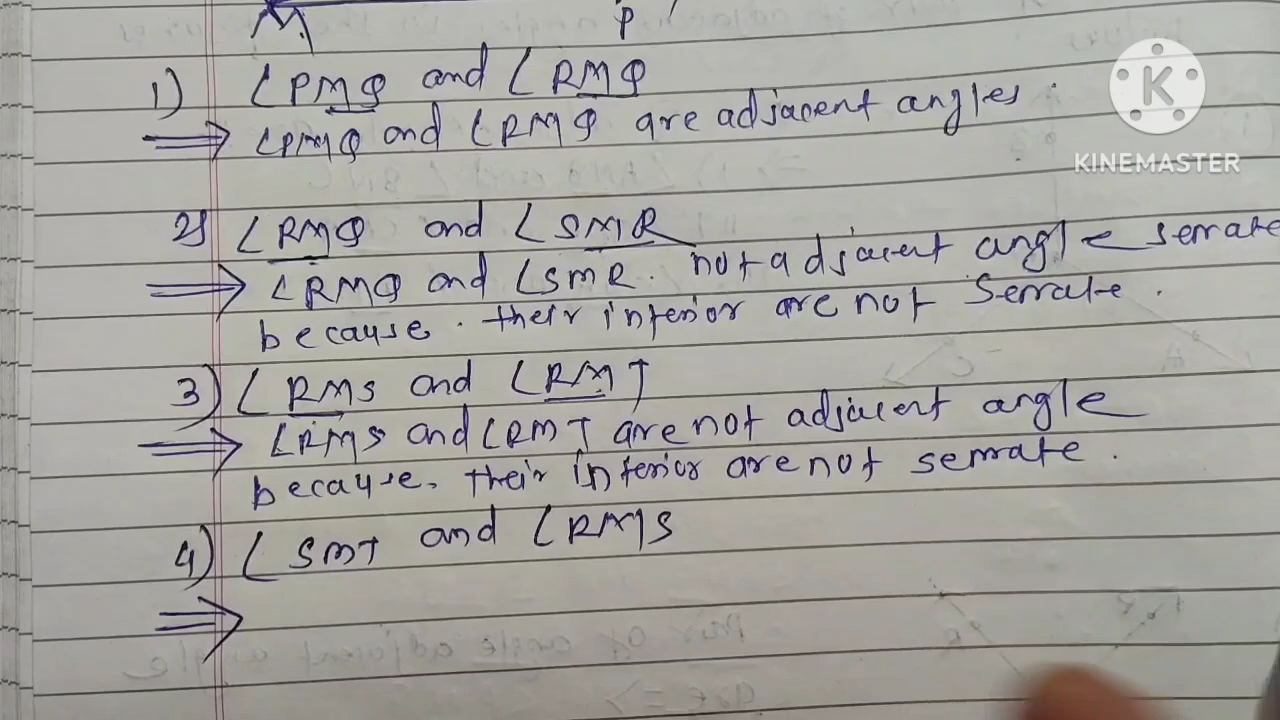 M P
1) ∠PMQ and ∠RMQ
K
KINEMASTER
⇒ ∠PMQ and ∠RMQ are adjacent angles.
2) ∠RMQ and ∠SMR
⇒ ∠RMQ and ∠SMR. not adjacent angle serrate
because. their interior are not Serrate.
3) ∠RMS and ∠RMT
⇒ ∠RMS and ∠RMT are not adjacent angle
because. their interior are not serrate.
4) ∠SMT and ∠RMS
⇒